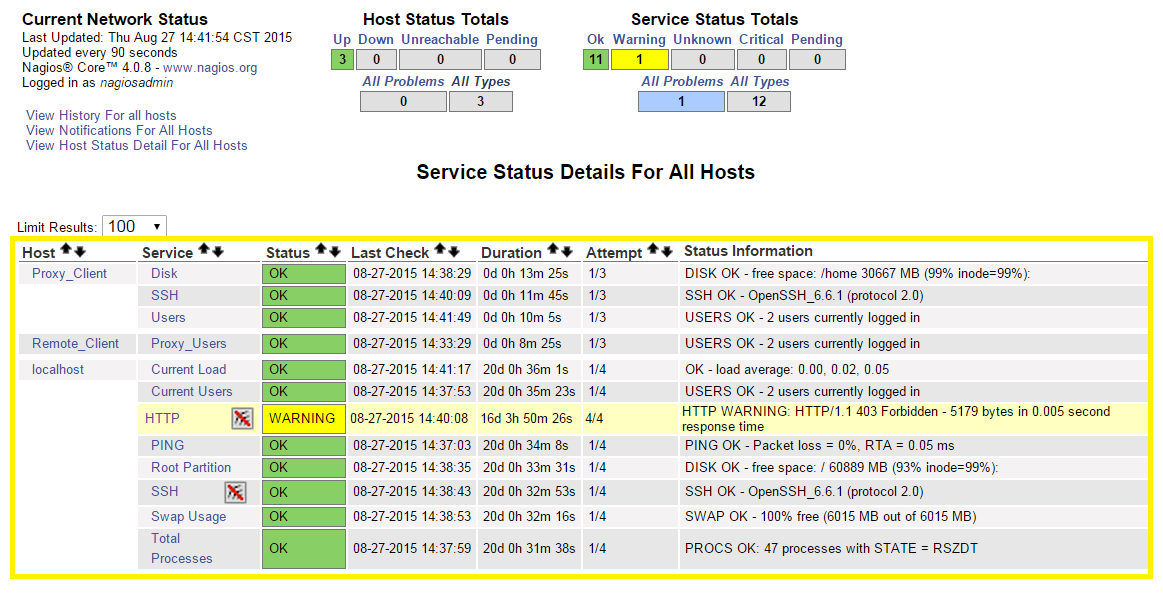 Current Network Status
Last Updated: Thu Aug 27 14:41:54 CST 2015
Updated every 90 seconds
Nagios® Core™ 4.0.8 - www.nagios.org
Logged in as nagiosadmin
View History For all hosts
View Notifications For All Hosts
View Host Status Detail For All Hosts
Host Status Totals
Up Down Unreachable Pending
3 0 0 0
All Problems All Types
0 3
Service Status Totals
Ok Warning Unknown Critical Pending
11 1 0 0 0
All Problems All Types
1 12
Service Status Details For All Hosts
Limit Results: 100
Host Service Status Last Check Duration Attempt Status Information
Proxy_Client Disk OK 08-27-2015 14:38:29 0d 0h 13m 25s 1/3 DISK OK - free space: /home 30667 MB (99% inode=99%):
SSH OK 08-27-2015 14:40:09 0d 0h 11m 45s 1/3 SSH OK - OpenSSH_6.6.1 (protocol 2.0)
Users OK 08-27-2015 14:41:49 0d 0h 10m 5s 1/3 USERS OK - 2 users currently logged in
Remote_Client Proxy_Users OK 08-27-2015 14:33:29 0d 0h 8m 25s 1/3 USERS OK - 2 users currently logged in
localhost Current Load OK 08-27-2015 14:41:17 20d 0h 36m 1s 1/4 OK - load average: 0.00, 0.02, 0.05
Current Users OK 08-27-2015 14:37:53 20d 0h 35m 23s 1/4 USERS OK - 2 users currently logged in
HTTP WARNING 08-27-2015 14:40:08 16d 3h 50m 26s 4/4 HTTP WARNING: HTTP/1.1 403 Forbidden - 5179 bytes in 0.005 second
response time
PING OK 08-27-2015 14:37:03 20d 0h 34m 8s 1/4 PING OK - Packet loss = 0%, RTA = 0.05 ms
Root Partition OK 08-27-2015 14:38:35 20d 0h 33m 31s 1/4 DISK OK - free space: / 60889 MB (93% inode=99%):
SSH OK 08-27-2015 14:38:43 20d 0h 32m 53s 1/4 SSH OK - OpenSSH_6.6.1 (protocol 2.0)
Swap Usage OK 08-27-2015 14:38:53 20d 0h 32m 16s 1/4 SWAP OK - 100% free (6015 MB out of 6015 MB)
Total
Processes OK 08-27-2015 14:37:59 20d 0h 31m 38s 1/4 PROCS OK: 47 processes with STATE = RSZDT